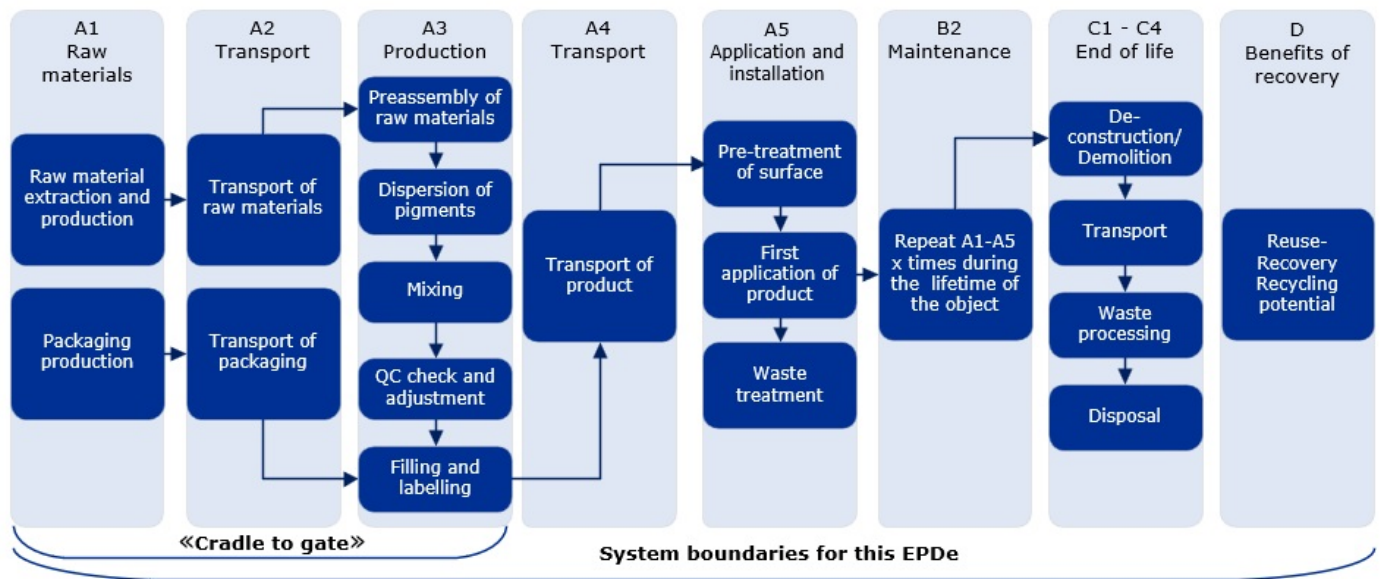 A1
Raw
materials
Raw material
extraction and
production
Packaging
production
A2
Transport
Transport of
raw materials
Transport of
packaging
A3
Production
Preassembly of
raw materials
Dispersion of
pigments
Mixing
QC check and
adjustment
Filling and
labelling
A4
Transport
Transport of
product
A5
Application and
installation
Pre-treatment
of surface
First
application of
product
Waste
treatment
B2
Maintenance
Repeat A1-A5
x times during
the lifetime of
the object
C1 - C4
End of life
De-
construction/
Demolition
Transport
Waste
processing
Disposal
D
Benefits of
recovery
Reuse-
Recovery
Recycling
potential
«Cradle to gate»
System boundaries for this EPDe